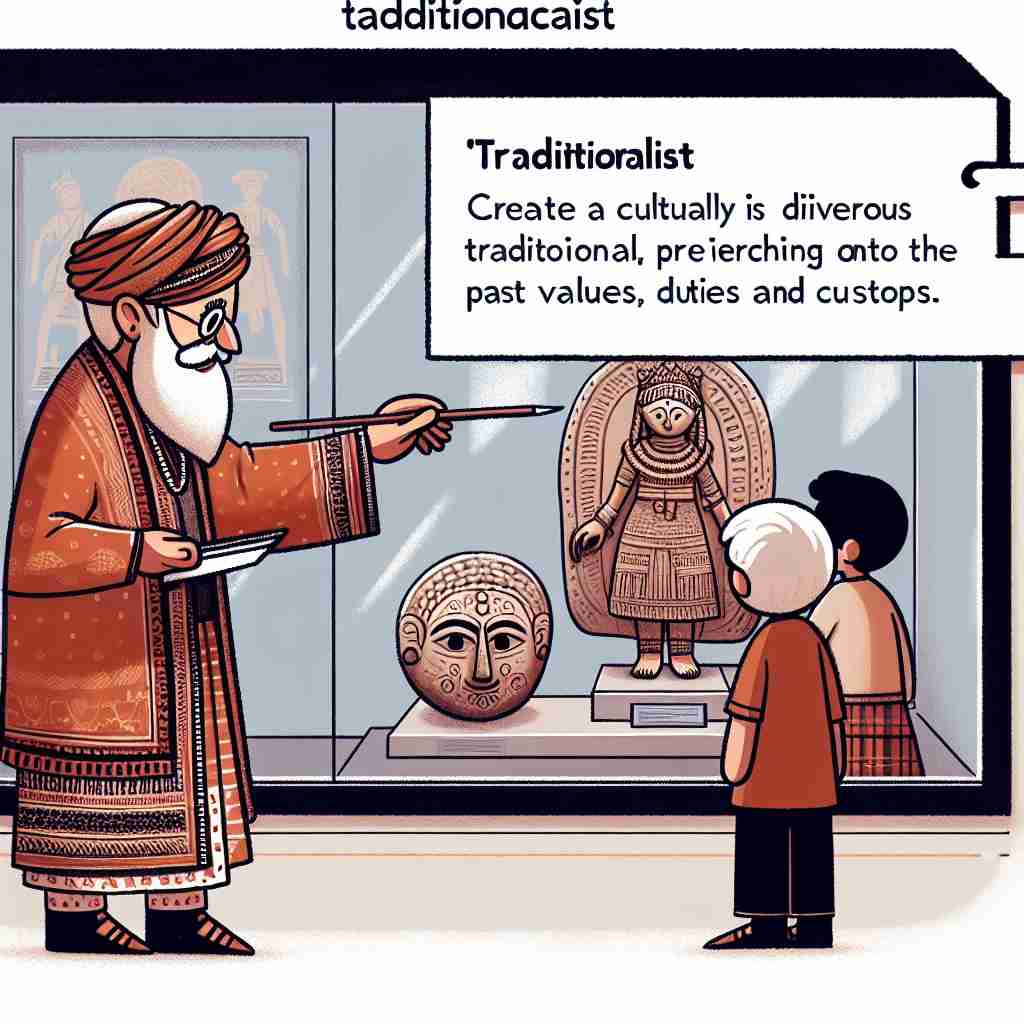 tadditionacaist
'Tradittioralist
Create a cultually is diiverous
traditoional, preierching onto the
past values, duties and custops.